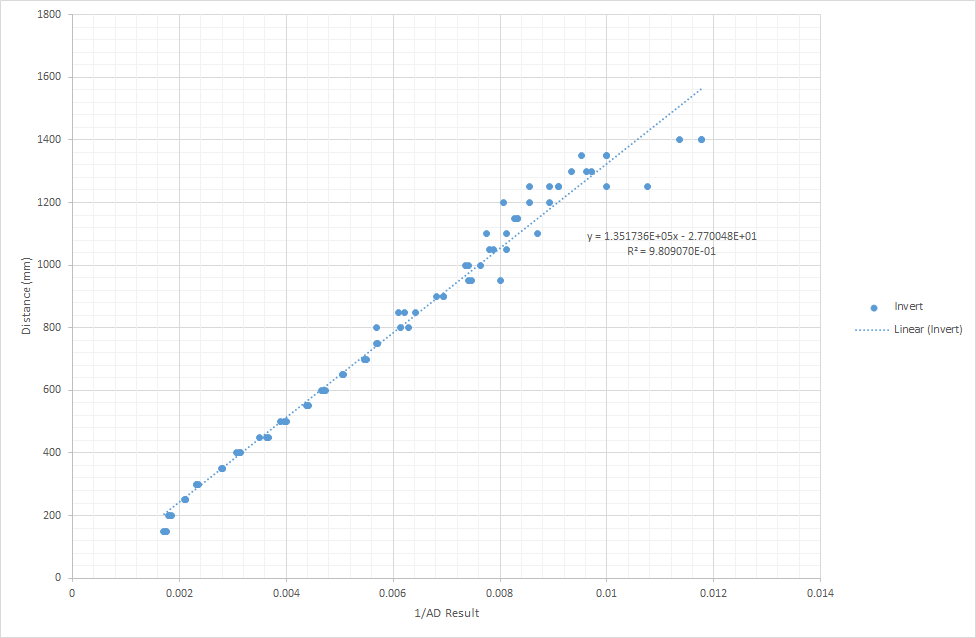 1800
1600
1400
1200
1000
800
600
400
200
0
Distance (mm)
y = 1.351736E+05x - 2.770048E+01
R² = 9.809070E-01
Invert
Linear (Invert)
0 0.002 0.004 0.006 0.008 0.01 0.012 0.014
1/AD Result